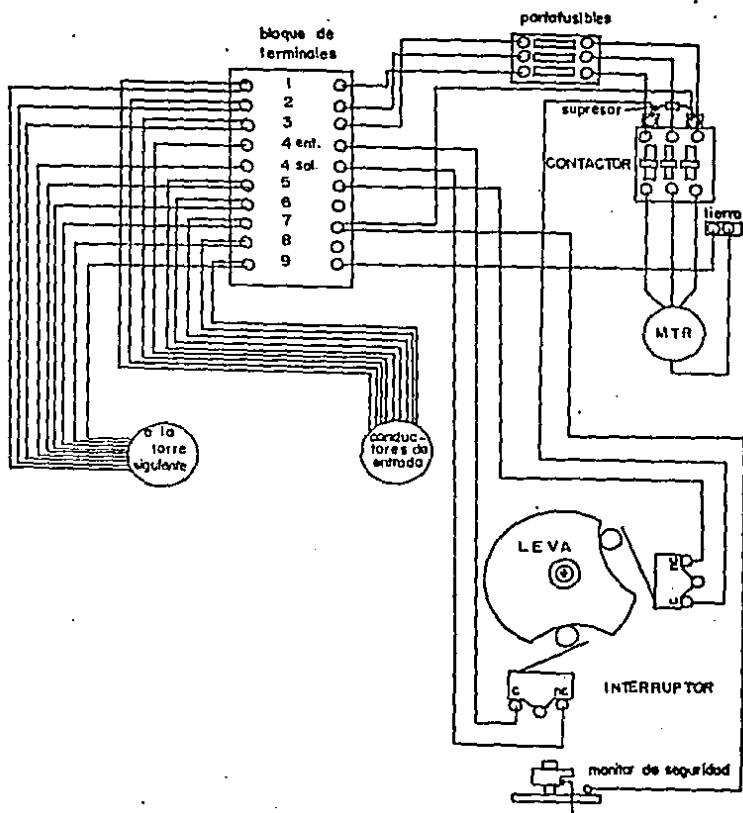 portafusibles
bloque de
terminales
1
2
3
4 ent.
4 sal.
5
6
7
8
9
supresor
CONTACTOR
tierra
MTR
a la
torre
siguiente
conduc-
tores de
entrada
LEVA
C
NC
INTERRUPTOR
monitor de seguridad